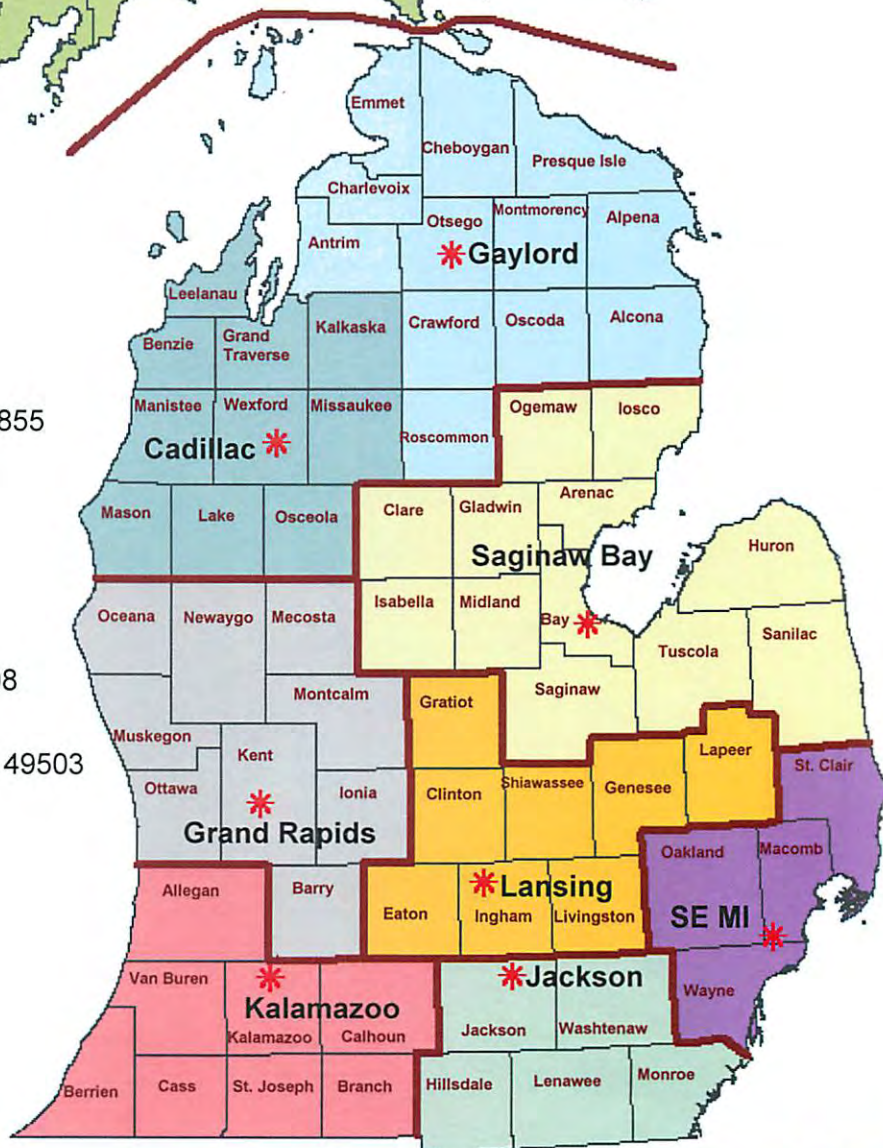 Emmet
Cheboygan
Presque Isle
Charlevoix
Otsego
Montmorency
Alpena
Antrim
Gaylord
Leelanau
Benzie
Grand
Traverse
Kalkaska
Crawford
Oscoda
Alcona
Manistee
Wexford
Missaukee
Ogemaw
Iosco
855
Cadillac
Roscommon
Mason
Lake
Osceola
Clare
Gladwin
Arenac
Saginaw Bay
Huron
Oceana
Newaygo
Mecosta
Isabella
Midland
Bay
Tuscola
Sanilac
8
Montcalm
Gratiot
Saginaw
Muskegon
Kent
Lapeer
49503
Ottawa
Ionia
Clinton
Shiawassee
Genesee
St. Clair
Grand Rapids
Oakland
Macomb
Allegan
Barry
Lansing
Eaton
Ingham
Livingston
SE MI
Van Buren
Jackson
Wayne
Kalamazoo
Kalamazoo
Calhoun
Jackson
Washtenaw
Berrien
Cass
St. Joseph
Branch
Hillsdale
Lenawee
Monroe